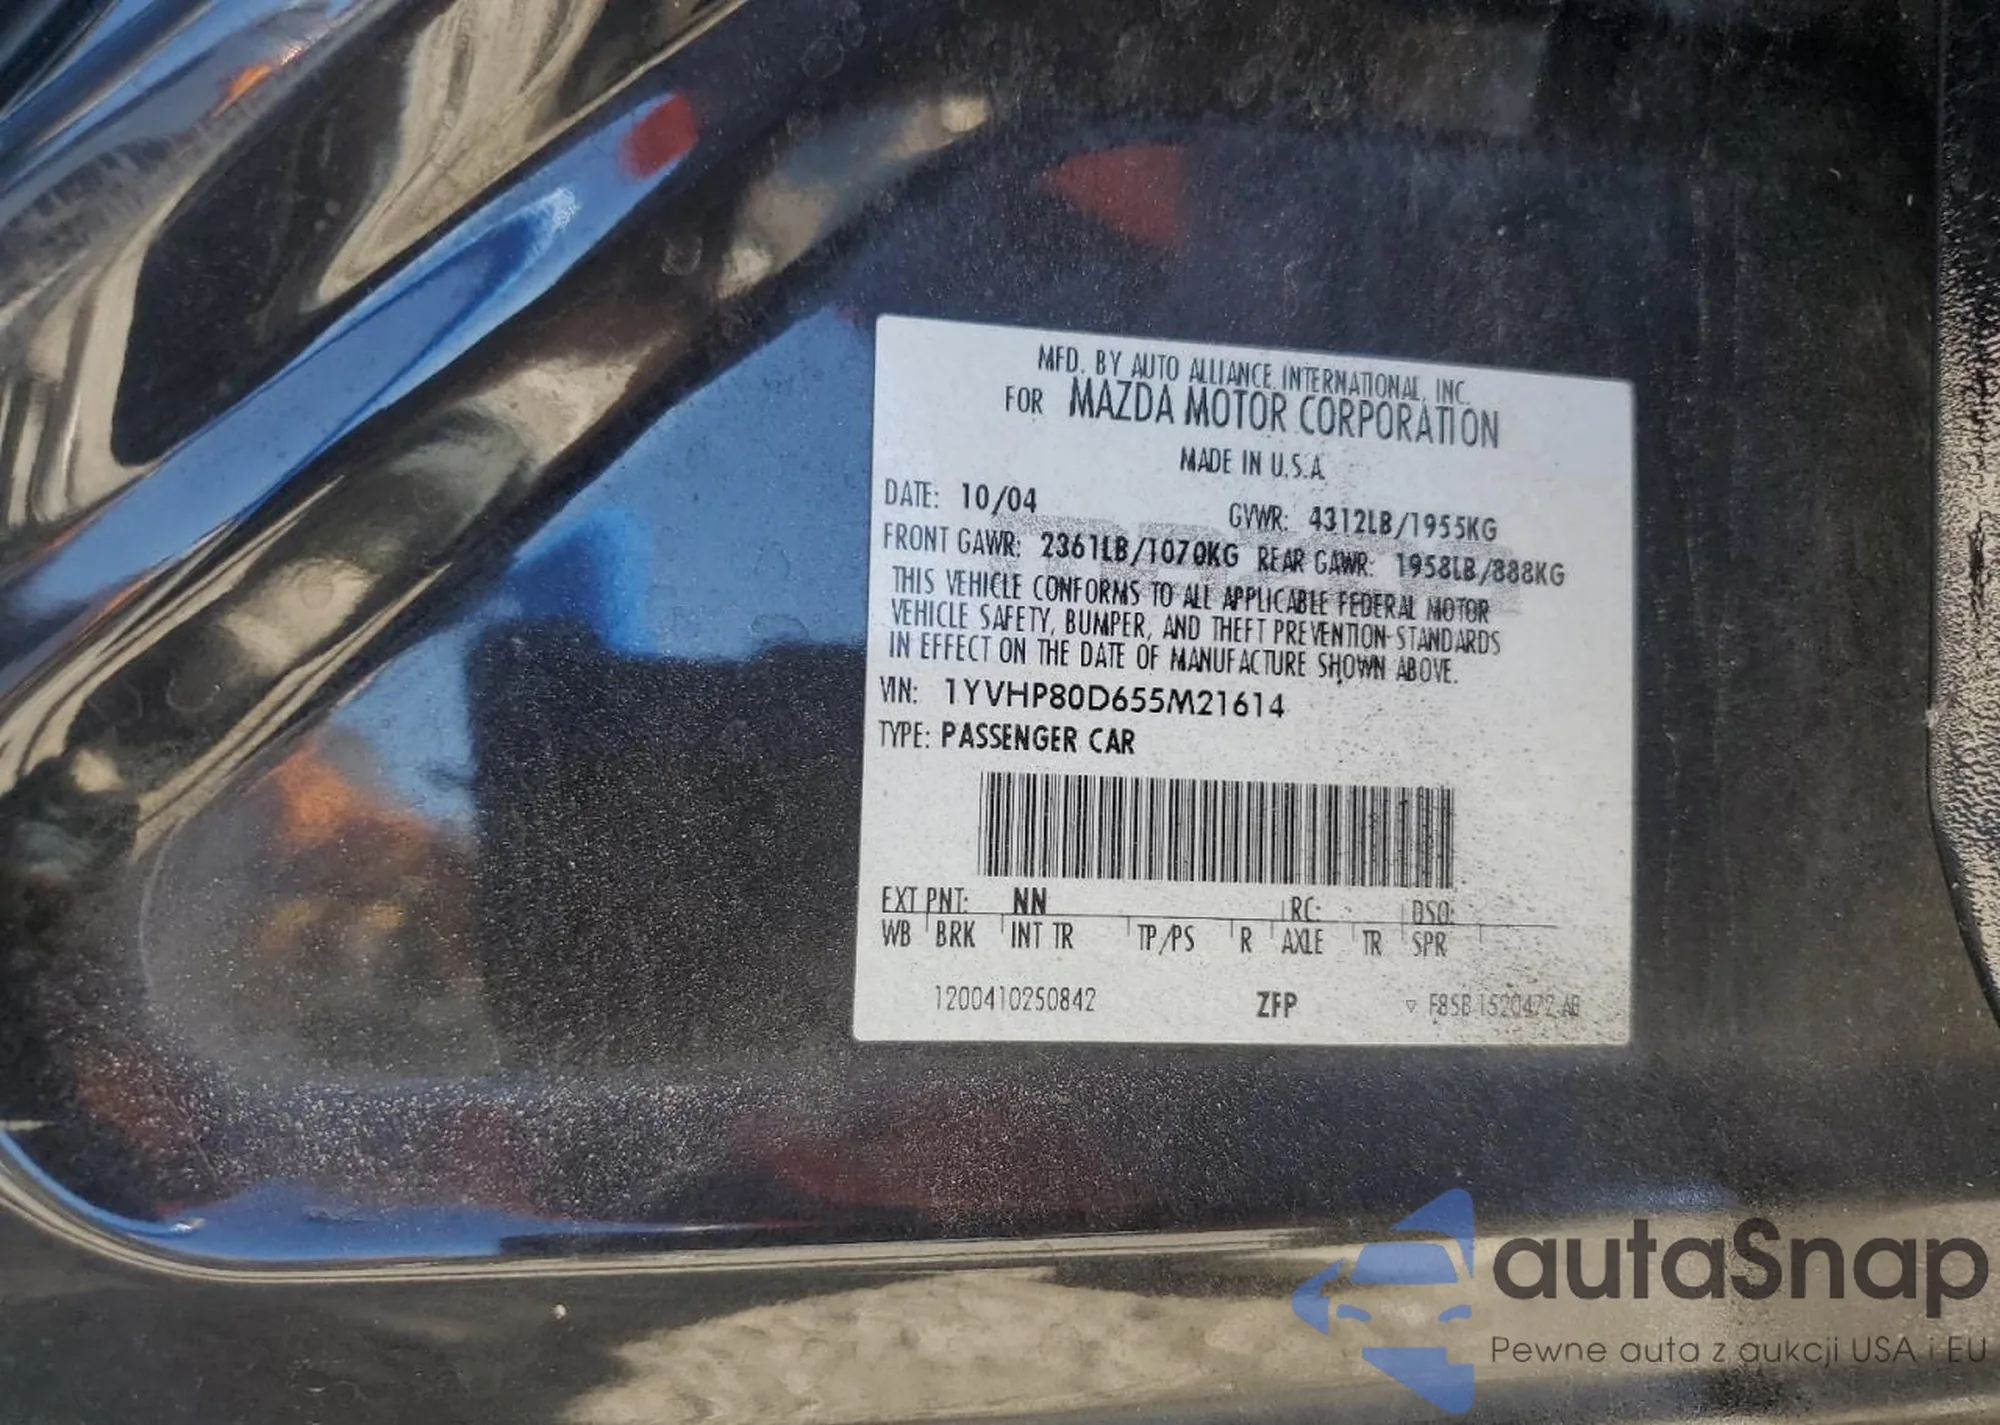 MFD. BY AUTO ALLIANCE INTERNATIONAL, INC.
FOR MAZDA MOTOR CORPORATION
MADE IN U.S.A.
DATE: 10/04 GVWR: 4312LB/1955KG
FRONT GAWR: 2361LB/1070KG REAR GAWR: 1958LB/888KG
THIS VEHICLE CONFORMS TO ALL APPLICABLE FEDERAL MOTOR
VEHICLE SAFETY, BUMPER, AND THEFT PREVENTION STANDARDS
IN EFFECT ON THE DATE OF MANUFACTURE SHOWN ABOVE.
VIN: 1YVHP80D655M21614
TYPE: PASSENGER CAR
EXT PNT: NN RC: DSO:
WB BRK INT TR TP/PS R AXLE TR SPR
1200410250842 ZFP
autaSnap
Pewne auta z aukcji USA i EU